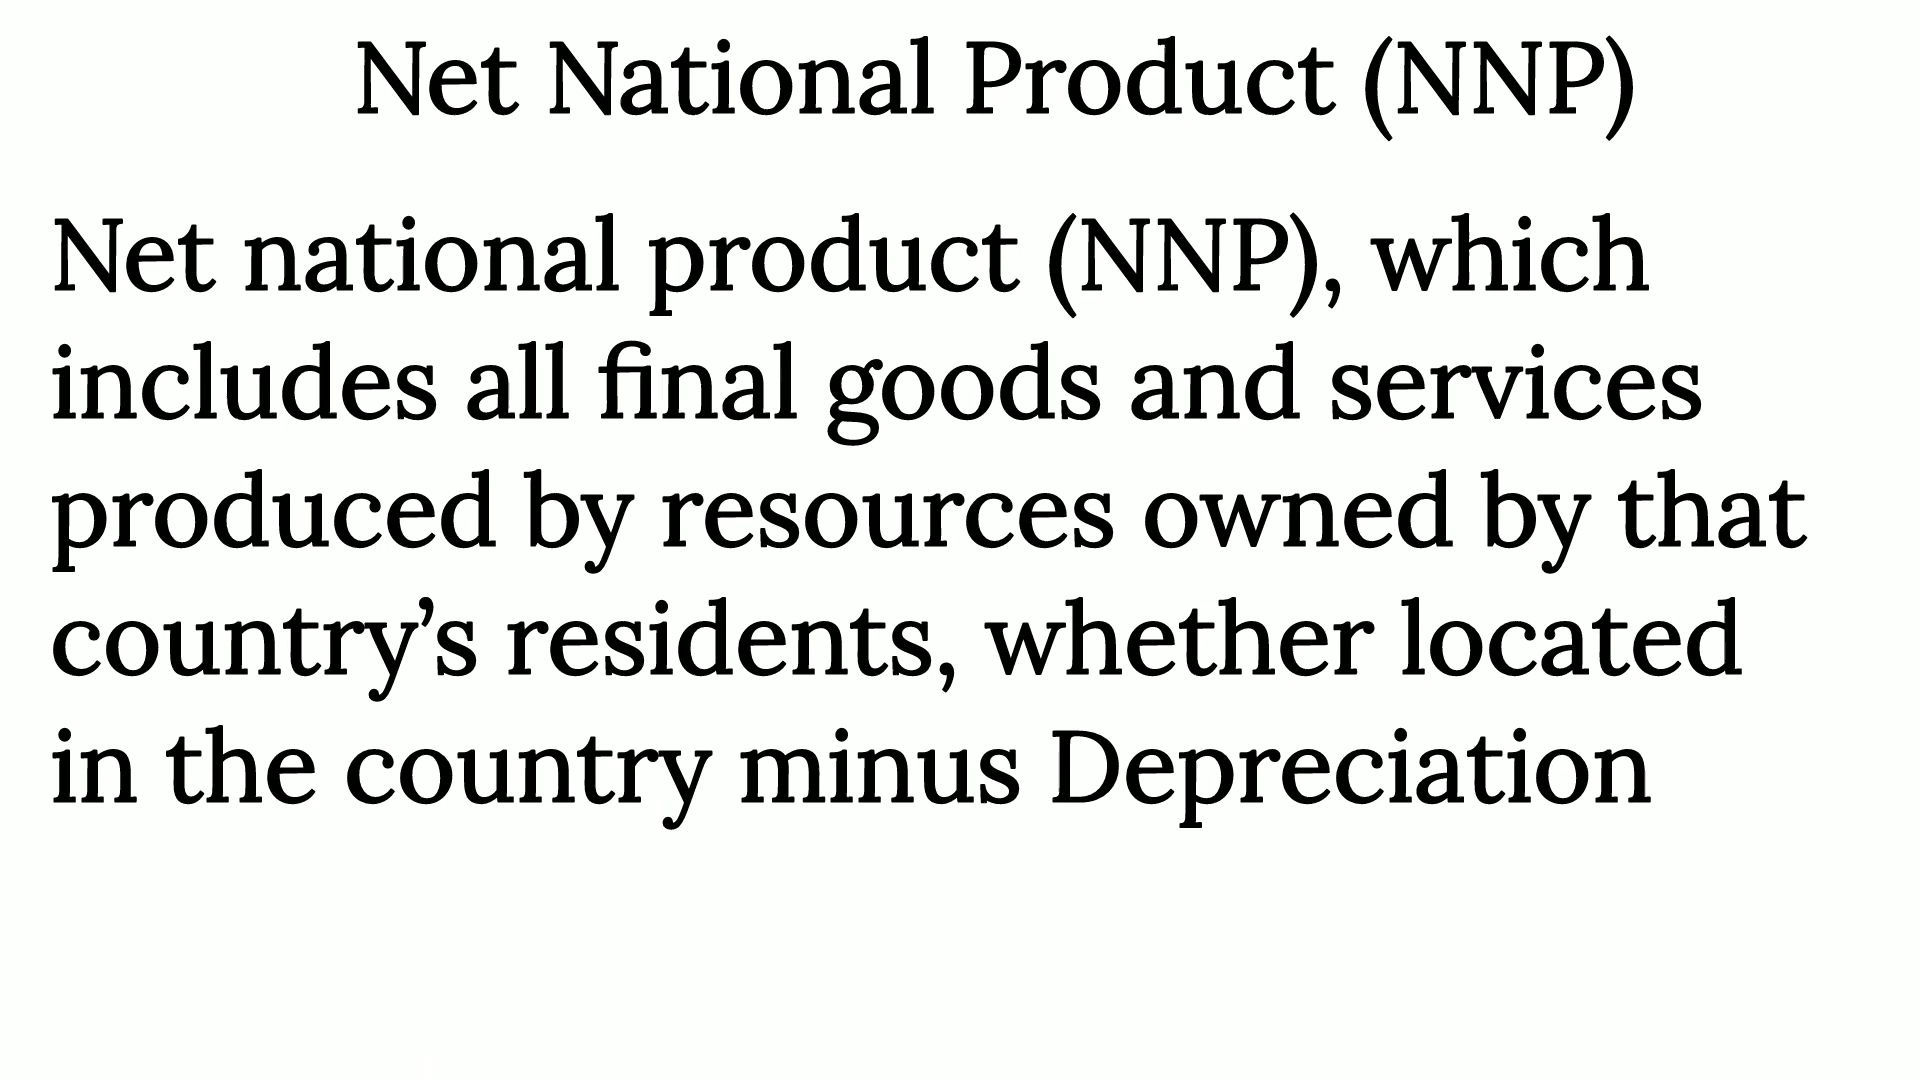 Net National Product (NNP)
Net national product (NNP), which
includes all final goods and services
produced by resources owned by that
country’s residents, whether located
in the country minus Depreciation